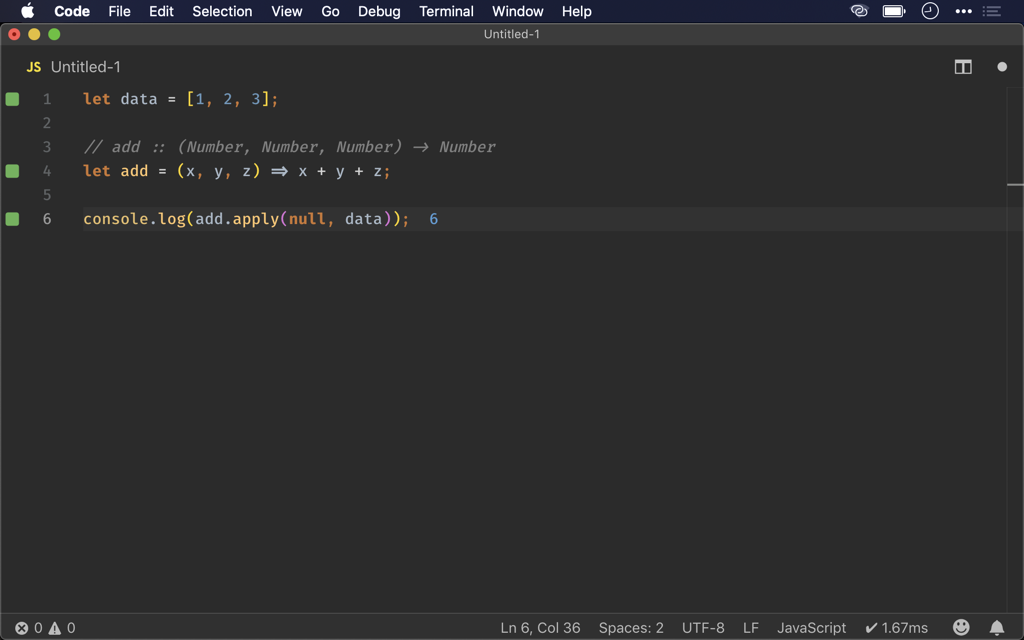 Code File Edit Selection View Go Debug Terminal Window Help
Untitled-1
JS Untitled-1
1 let data = [1, 2, 3];
2
3 // add :: (Number, Number, Number) → Number
4 let add = (x, y, z) ⇒ x + y + z;
5
6 console.log(add.apply(null, data)); 6
0 0 Ln 6, Col 36 Spaces: 2 UTF-8 LF JavaScript ✔ 1.67ms